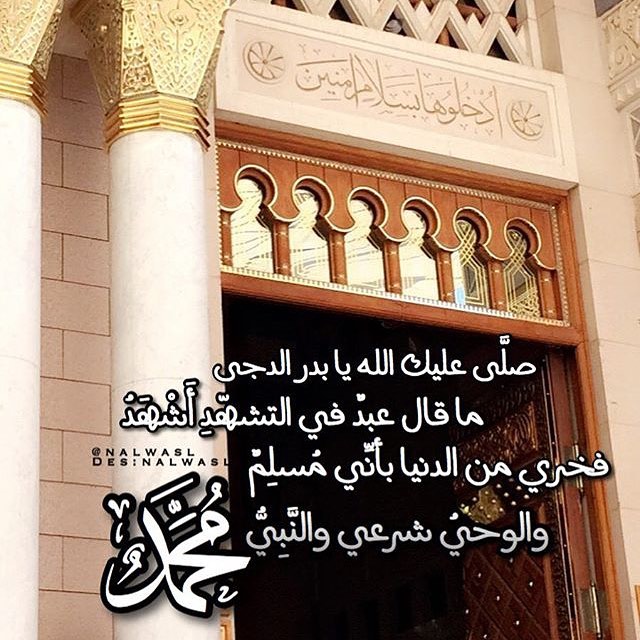 أدخلوها بسلام آمنين
صلَّى عليك الله يا بدر الدجى
ما قال عبدٌ في التشهّدِ أَشْهَدُ
فخري من الدنيا بأنّي مُسلِمٌ
والوحيُ شرعي والنَّبِيُّ
مُحَمَّدٌ
@NALWASL
DES:NALWASL